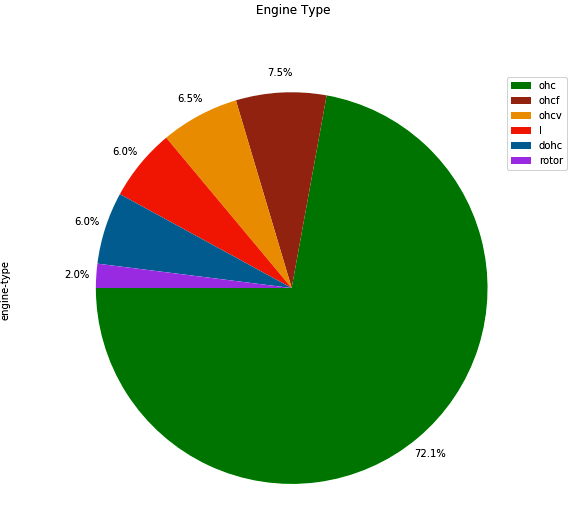 Engine Type
7.5%
6.5%
6.0%
6.0%
2.0%
72.1%
engine-type
ohc
ohcf
ohcv
l
dohc
rotor